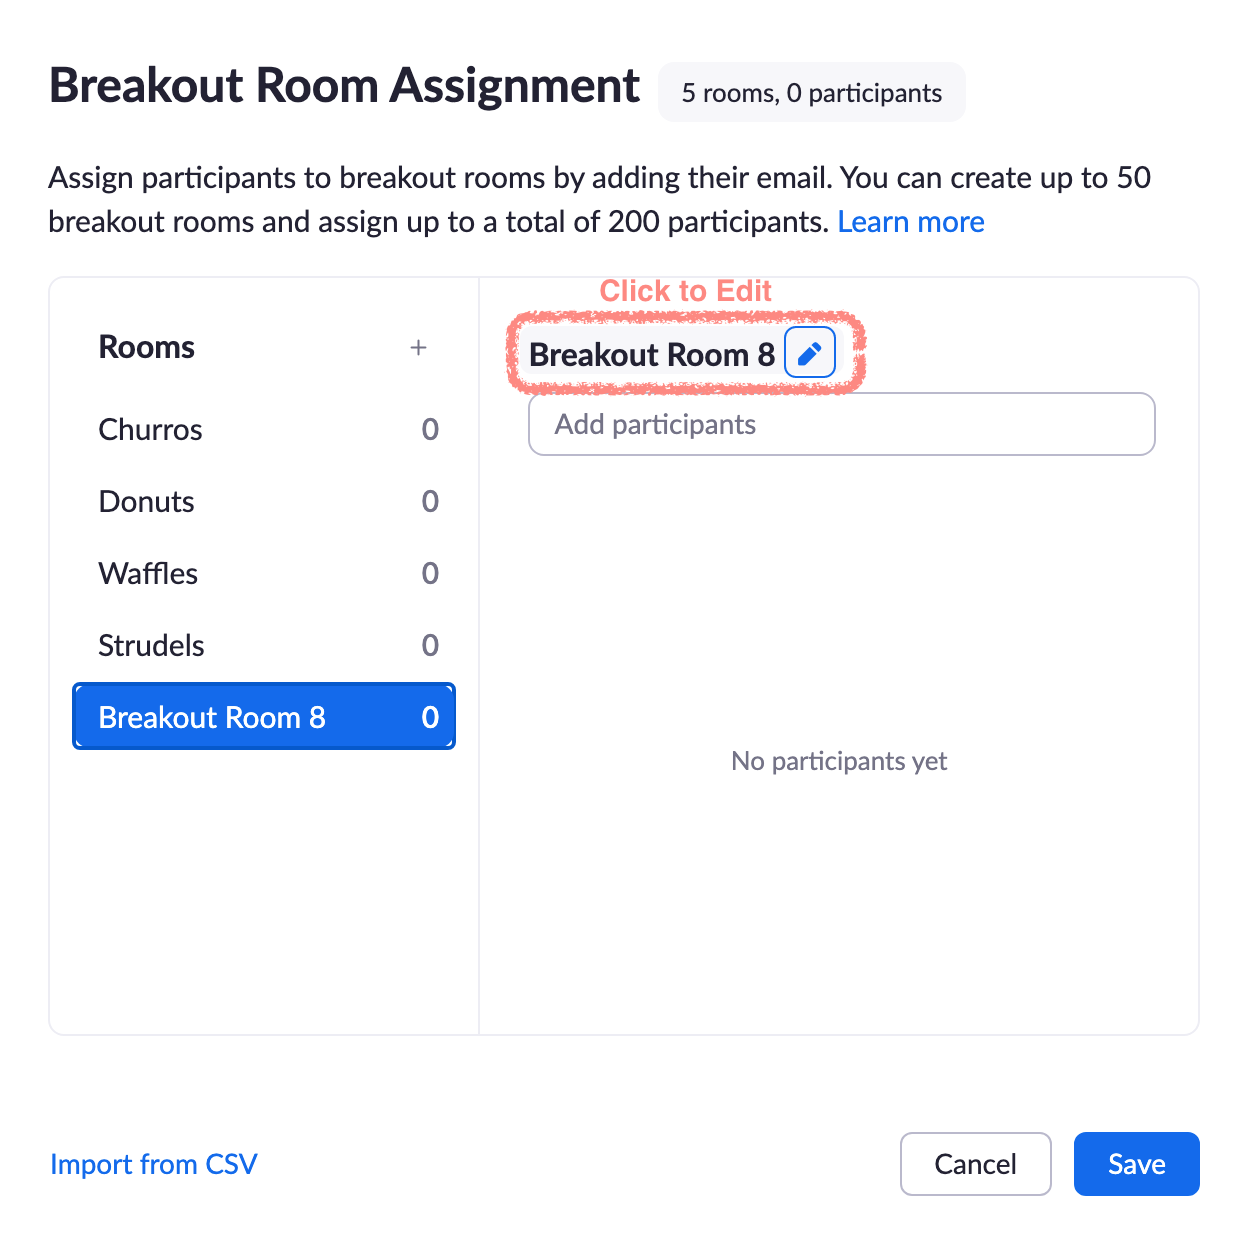 Breakout Room Assignment
5 rooms, 0 participants
Assign participants to breakout rooms by adding their email. You can create up to 50
breakout rooms and assign up to a total of 200 participants. Learn more
Rooms +
Churros 0
Donuts 0
Waffles 0
Strudels 0
Breakout Room 8 0
Click to Edit
Breakout Room 8
Add participants
No participants yet
Import from CSV
Cancel
Save